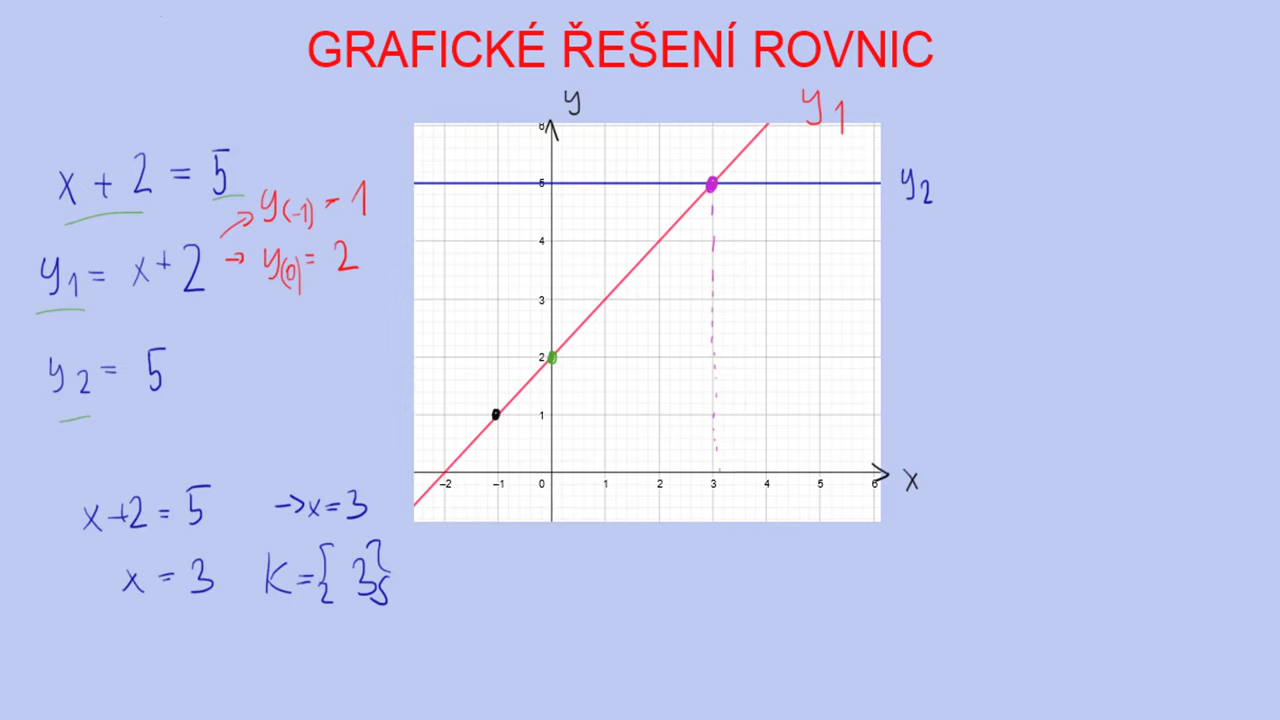 GRAFICKÉ ŘEŠENÍ ROVNIC
x + 2 = 5
y(-1) = 1
y1 = x + 2
→ y(0) = 2
y2 = 5
x + 2 = 5 → x = 3
x = 3 K = { 3 }
y
y1
6
5
y2
4
3
2
1
-2 -1 0 1 2 3 4 5 6
x